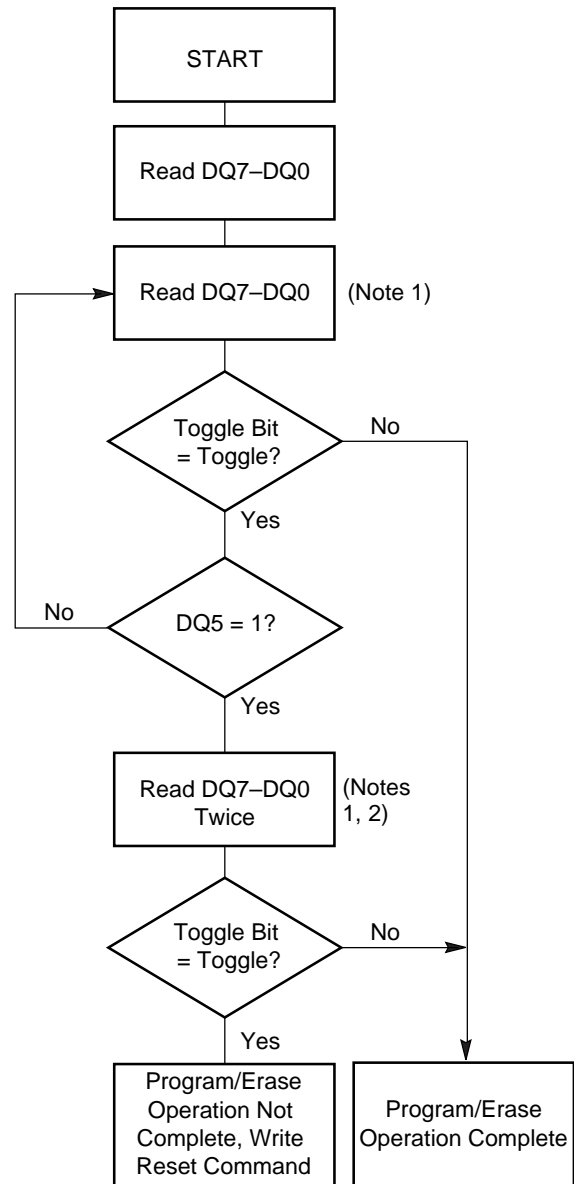 START
Read DQ7–DQ0
Read DQ7–DQ0
(Note 1)
Toggle Bit
= Toggle?
No
Yes
No
DQ5 = 1?
Yes
Read DQ7–DQ0
Twice
(Notes
1, 2)
Toggle Bit
= Toggle?
No
Yes
Program/Erase
Operation Not
Complete, Write
Reset Command
Program/Erase
Operation Complete